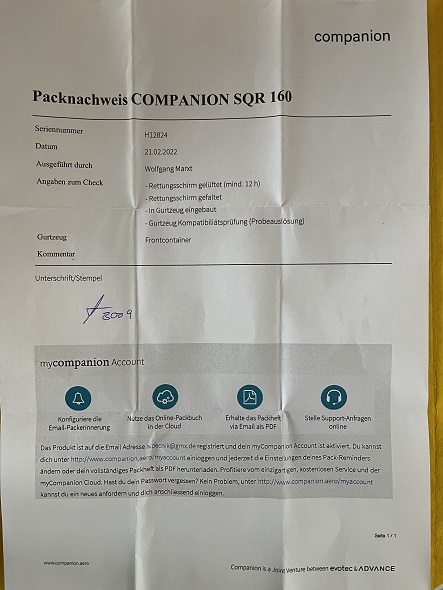 companion
Packnachweis COMPANION SQR 160
Seriennummer H12824
Datum 21.02.2022
Ausgeführt durch Wolfgang Marxt
Angaben zum Check - Rettungsschirm gelüftet (mind. 12 h)
- Rettungsschirm gefaltet
- In Gurtzeug eingebaut
- Gurtzeug Kompatibilitätsprüfung (Probeauslösung)
Gurtzeug Frontcontainer
Kommentar
Unterschrift/Stempel
3009
mycompanion Account
Konfiguriere die Email-Packerinnerung
Nutze das Online-Packbuch in der Cloud
Erhalte das Packheft via Email als PDF
Stelle Support-Anfragen online
Das Produkt ist auf die Email Adresse registriert und dein myCompanion Account ist aktiviert. Du kannst
dich unter http://www.companion.aero/myaccount einloggen und jederzeit die Einstellungen deines Pack-Reminders
ändern oder dein vollständiges Packheft als PDF herunterladen. Profitiere vom einzigartigen, kostenlosen Service und der
myCompanion Cloud. Hast du dein Passwort vergessen? Kein Problem, unter http://www.companion.aero/myaccount
kannst du ein neues anfordern und dich anschliessend einloggen.
Seite 1 / 1
www.companion.aero
Companion is a Joint Venture between evotec & ADVANCE